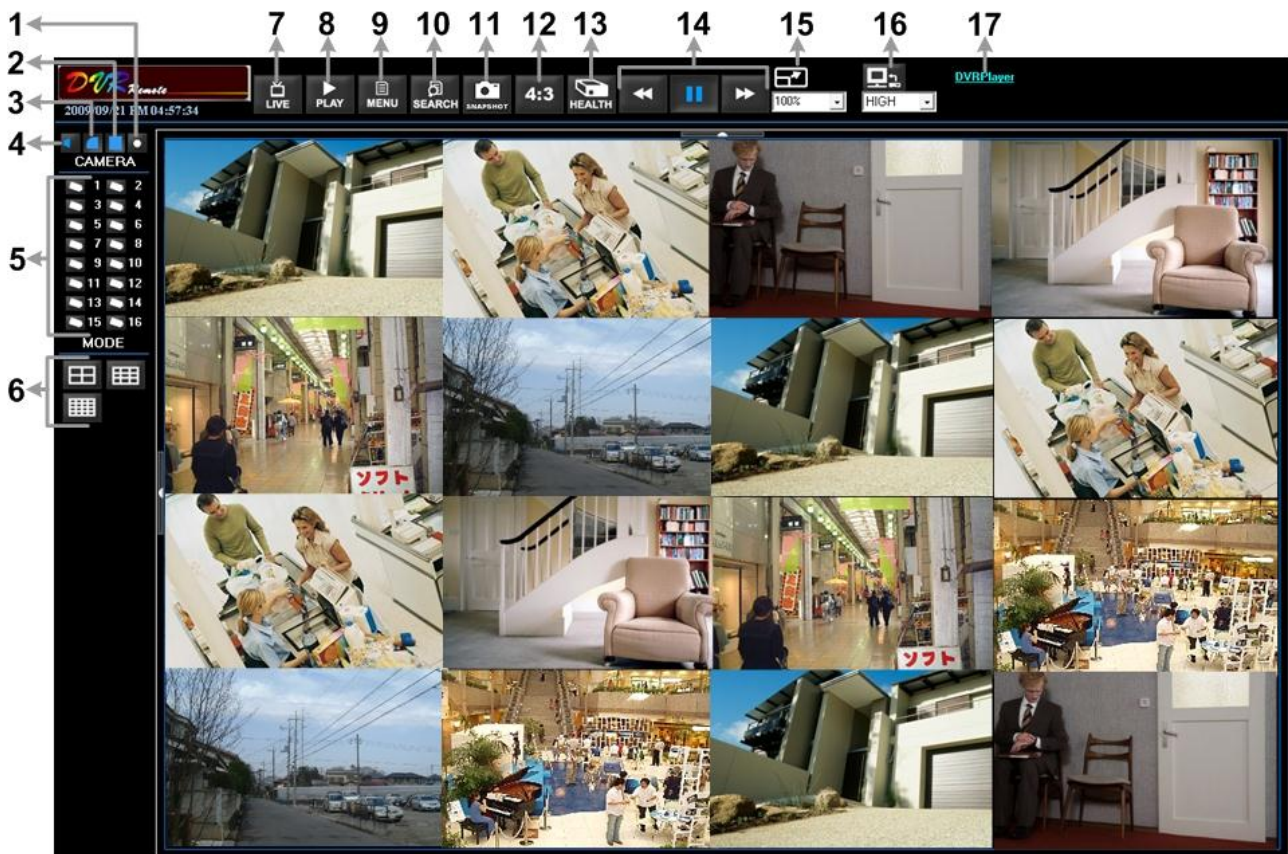 1
2
3
4
5
6
7
8
9
10
11
12
13
14
15
16
17
DVR Remote
2009/09/21 PM 04:57:34
LIVE
PLAY
MENU
SEARCH
SNAPSHOT
4:3
HEALTH
100%
HIGH
DVRPlayer
CAMERA
1 2
3 4
5 6
7 8
9 10
11 12
13 14
15 16
MODE
ソフト
ソフト